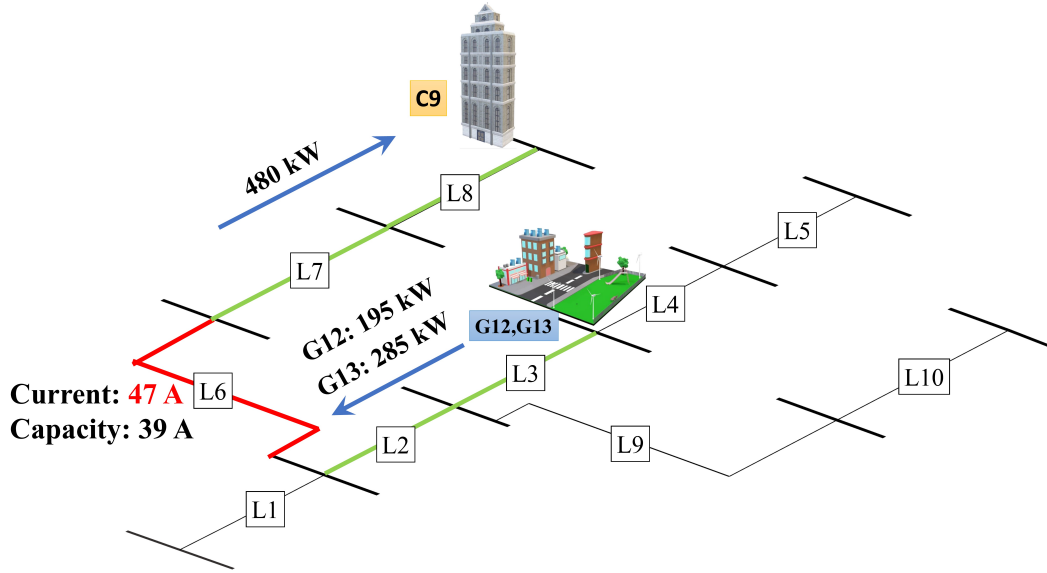 C9
480 kW
L8
L5
L7
G12: 195 kW
G13: 285 kW
G12,G13
L4
L3
L10
Current: 47 A
Capacity: 39 A
L6
L2
L9
L1